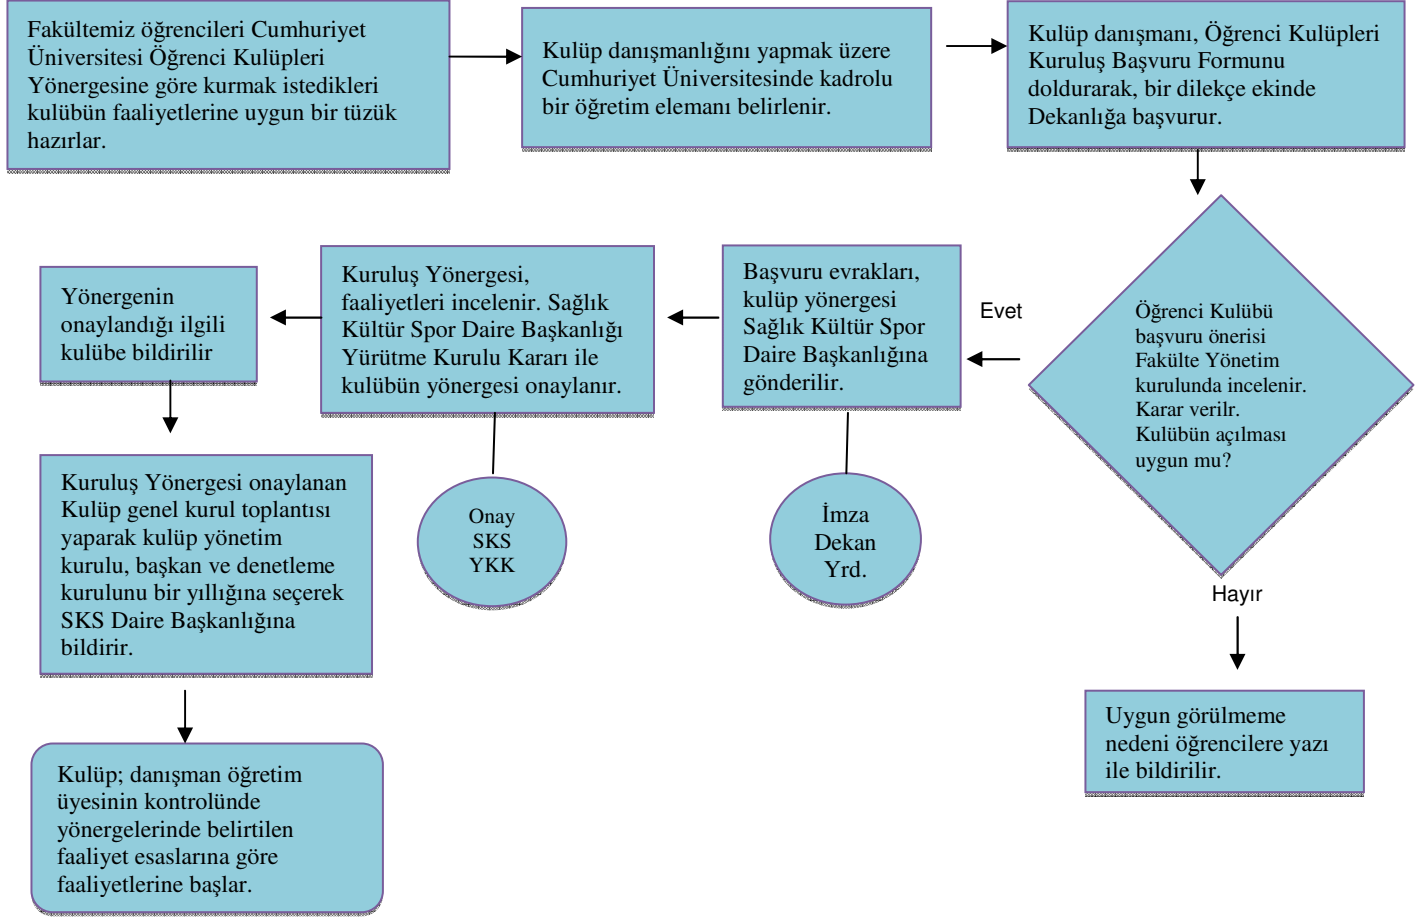 Fakültemiz öğrencileri Cumhuriyet
Üniversitesi Öğrenci Kulüpleri
Yönergesine göre kurmak istedikleri
kulübün faaliyetlerine uygun bir tüzük
hazırlar.
Kulüp danışmanlığını yapmak üzere
Cumhuriyet Üniversitesinde kadrolu
bir öğretim elemanı belirlenir.
Kulüp danışmanı, Öğrenci Kulüpleri
Kuruluş Başvuru Formunu
doldurarak, bir dilekçe ekinde
Dekanlığa başvurur.
Öğrenci Kulübü
başvuru önerisi
Fakülte Yönetim
kurulunda incelenir.
Karar verilr.
Kulübün açılması
uygun mu?
Evet
Başvuru evrakları,
kulüp yönergesi
Sağlık Kültür Spor
Daire Başkanlığına
gönderilir.
İmza
Dekan
Yrd.
Kuruluş Yönergesi,
faaliyetleri incelenir. Sağlık
Kültür Spor Daire Başkanlığı
Yürütme Kurulu Kararı ile
kulübün yönergesi onaylanır.
Onay
SKS
YKK
Yönergenin
onaylandığı ilgili
kulübe bildirilir
Kuruluş Yönergesi onaylanan
Kulüp genel kurul toplantısı
yaparak kulüp yönetim
kurulu, başkan ve denetleme
kurulunu bir yıllığına seçerek
SKS Daire Başkanlığına
bildirir.
Kulüp; danışman öğretim
üyesinin kontrolünde
yönergelerinde belirtilen
faaliyet esaslarına göre
faaliyetlerine başlar.
Hayır
Uygun görülmeme
nedeni öğrencilere yazı
ile bildirilir.